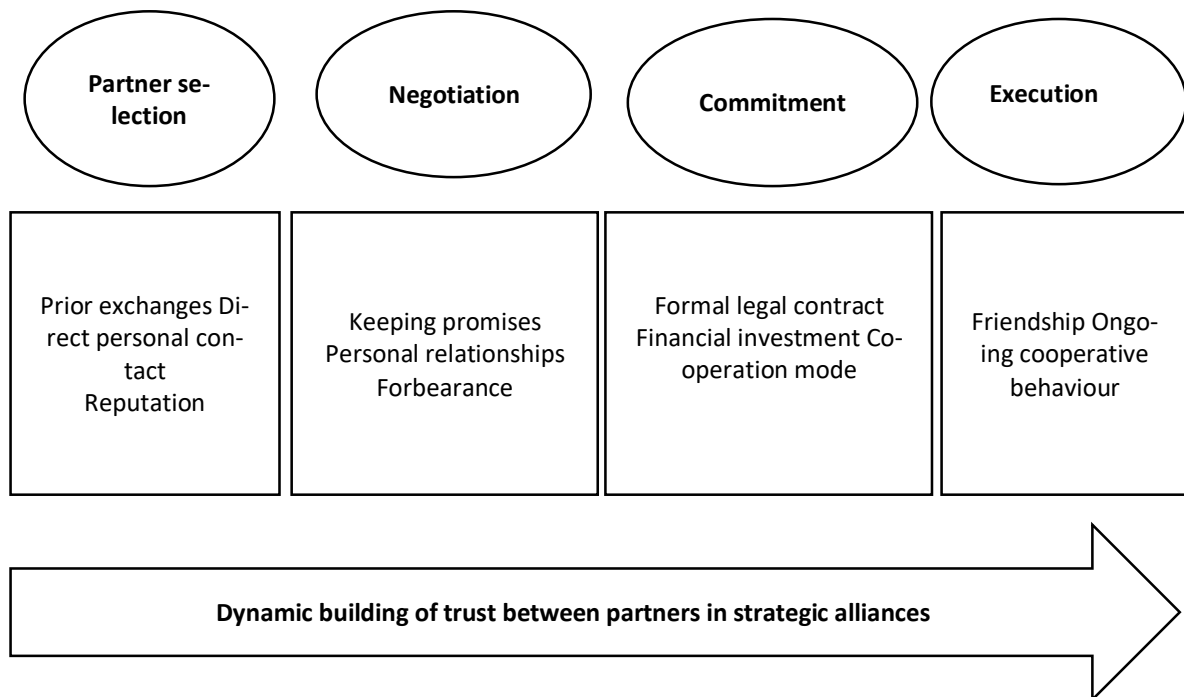 Partner se-
lection
Negotiation
Commitment
Execution
Prior exchanges Di-
rect personal con-
tact
Reputation
Keeping promises
Personal relationships
Forbearance
Formal legal contract
Financial investment Co-
operation mode
Friendship Ongo-
ing cooperative
behaviour
Dynamic building of trust between partners in strategic alliances